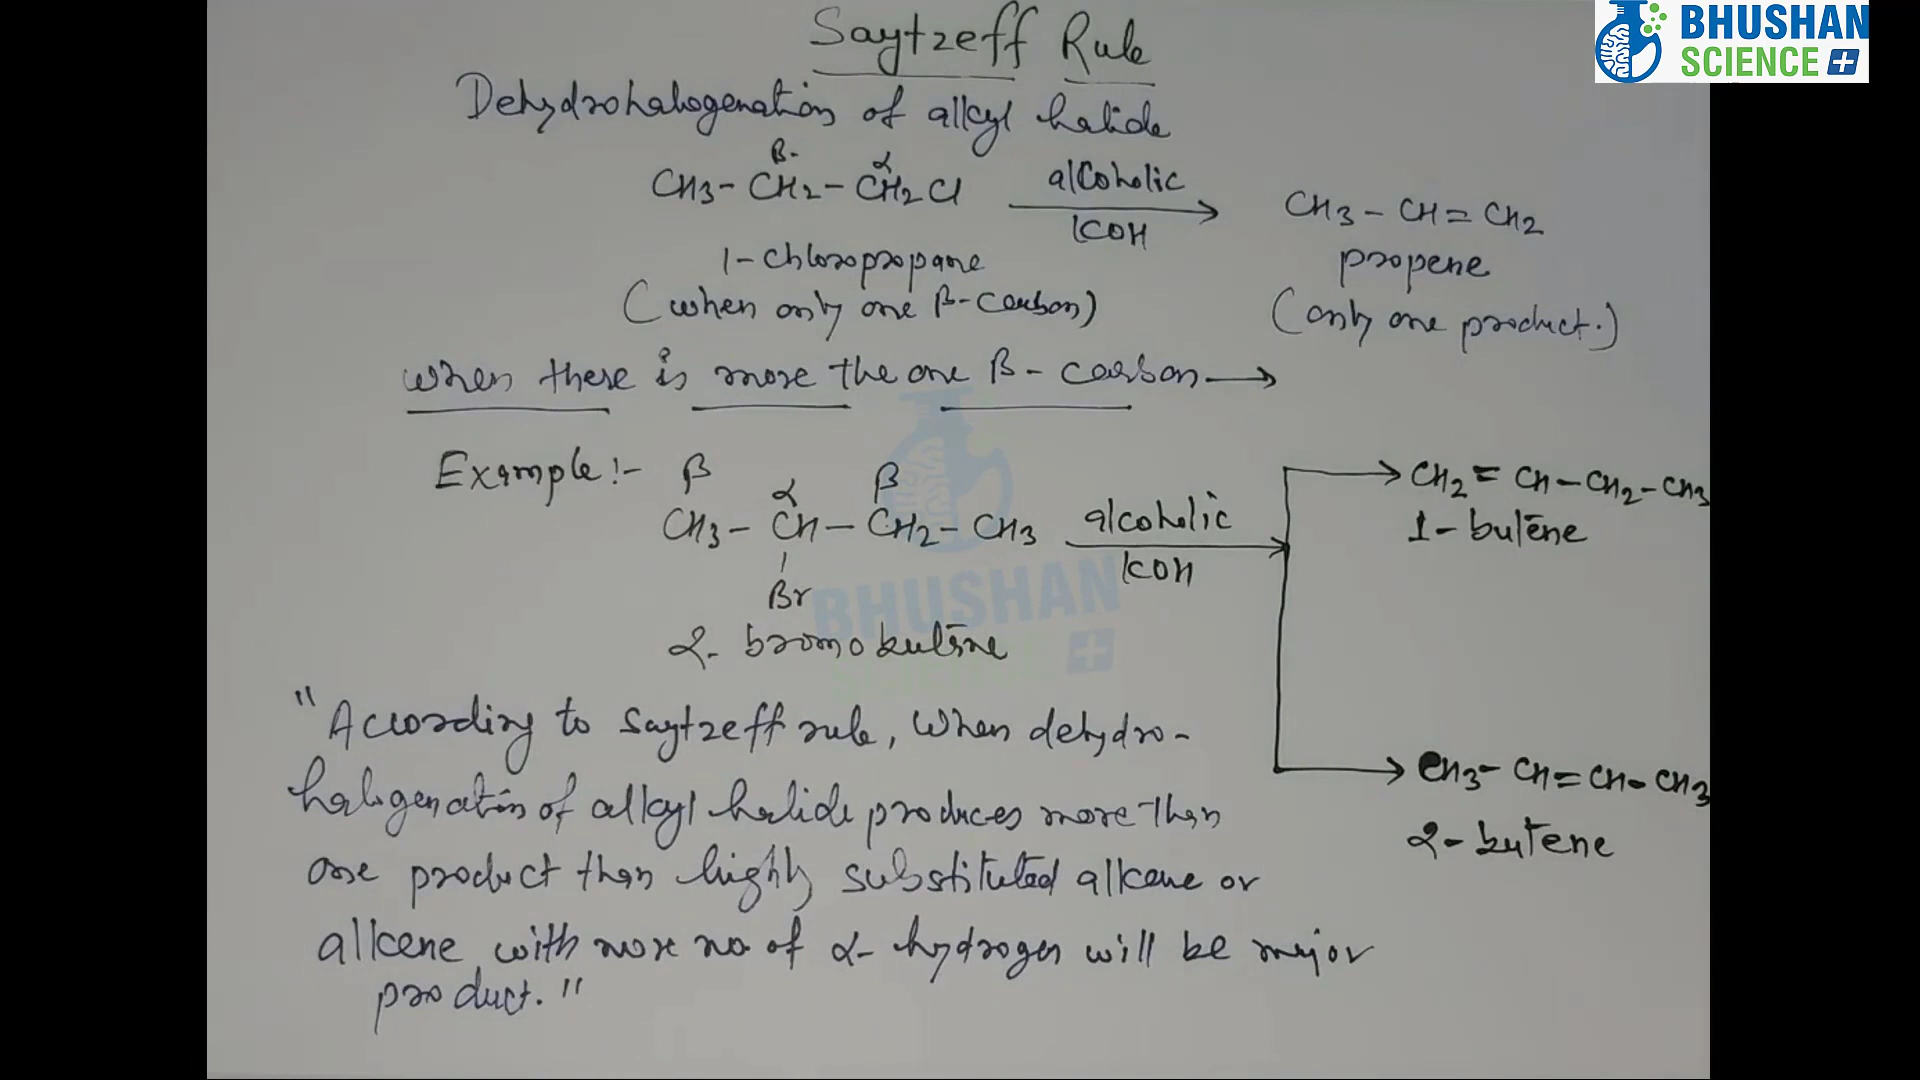 BHUSHAN
SCIENCE +
Saytzeff Rule
Dehydrohalogenation of alkyl halide
β- α
CH3 - CH2 - CH2Cl alcoholic KOH → CH3 - CH = CH2
1-chloropropane propene
(when only one β-carbon) (only one product.)
when there is more the one β - carbon →
Example :-
β α β
CH3 - CH - CH2 - CH3 alcoholic KOH → CH2 = CH - CH2 - CH3
1- butene
Br
2- bromobutene
BHUSHAN
SCIENCE +
CH3 - CH = CH - CH3
2- butene
"According to Saytzeff rule, when dehydro-
halogenation of alkyl halide produces more than
one product than highly substituted alkene or
alkene with more no of α- hydrogen will be major
product."